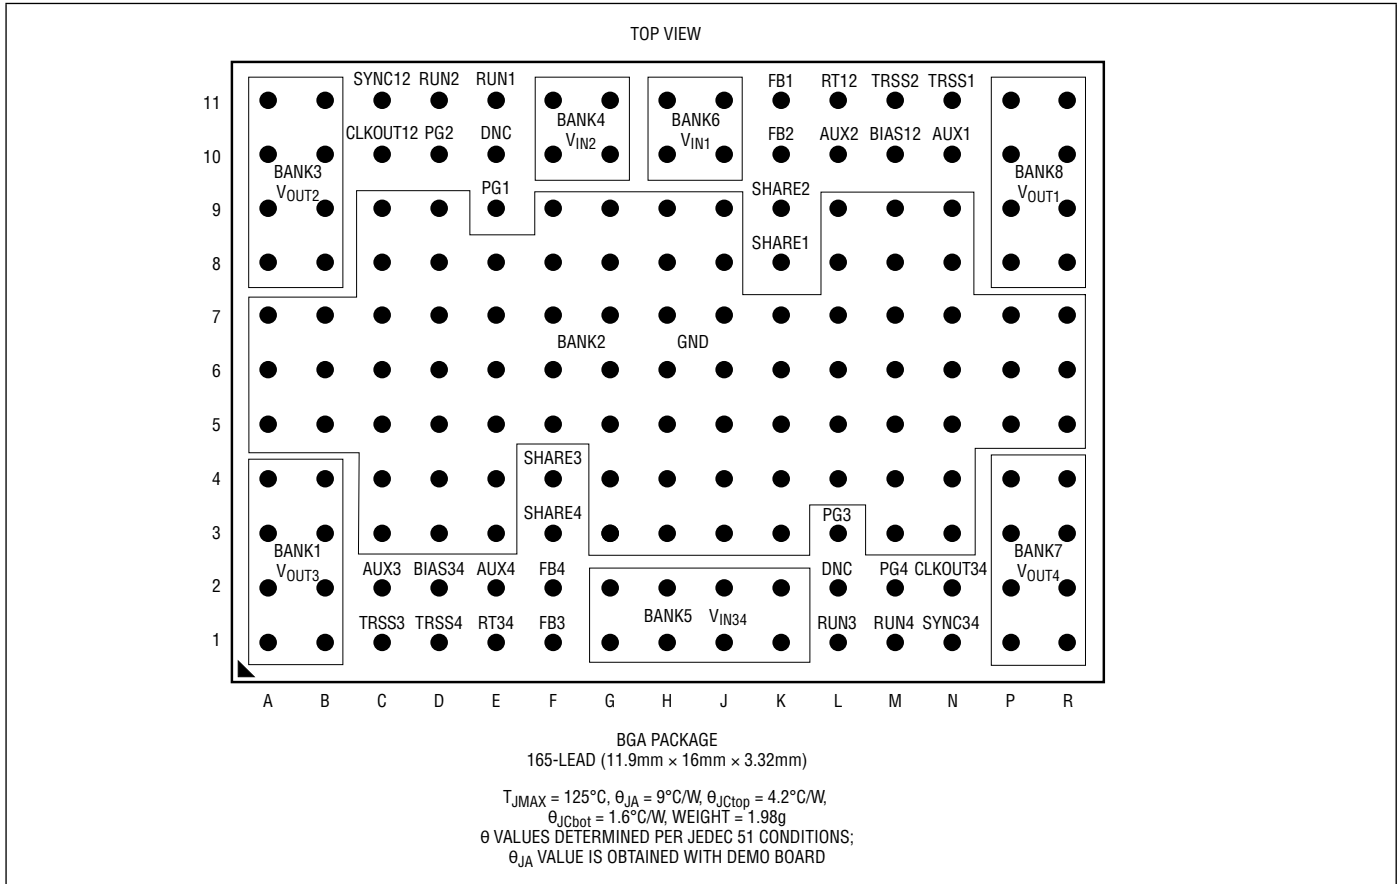 TOP VIEW
SYNC12 RUN2 RUN1 FB1 RT12 TRSS2 TRSS1
11
BANK4 BANK6
CLKOUT12 PG2 DNC VIN2 VIN1 FB2 AUX2 BIAS12 AUX1
10
BANK3 BANK8
VOUT2 PG1 SHARE2 VOUT1
9
SHARE1
8
7
BANK2 GND
6
5
SHARE3
4
SHARE4 PG3
3
BANK1 BANK7
VOUT3 AUX3 BIAS34 AUX4 FB4 DNC PG4 CLKOUT34 VOUT4
2
BANK5 VIN34
TRSS3 TRSS4 RT34 FB3 RUN3 RUN4 SYNC34
1
A B C D E F G H J K L M N P R
BGA PACKAGE
165-LEAD (11.9mm × 16mm × 3.32mm)
TJMAX = 125°C, θJA = 9°C/W, θJCtop = 4.2°C/W,
θJCbot = 1.6°C/W, WEIGHT = 1.98g
θ VALUES DETERMINED PER JEDEC 51 CONDITIONS;
θJA VALUE IS OBTAINED WITH DEMO BOARD